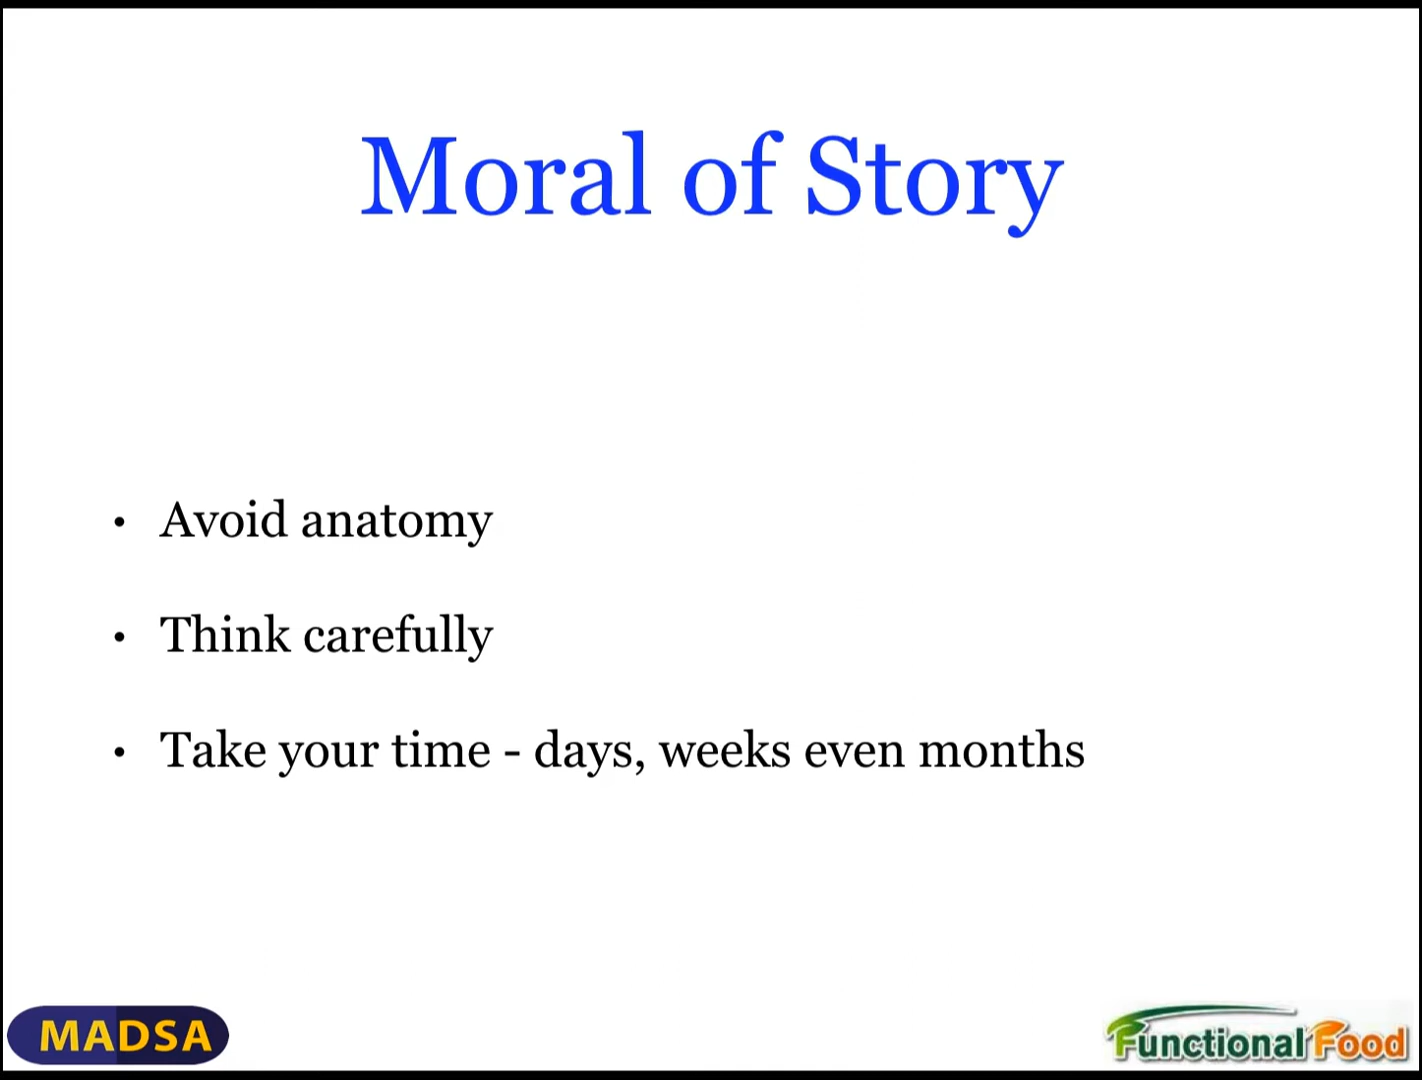 Moral of Story
• Avoid anatomy
• Think carefully
• Take your time - days, weeks even months
MADSA
Functional Food